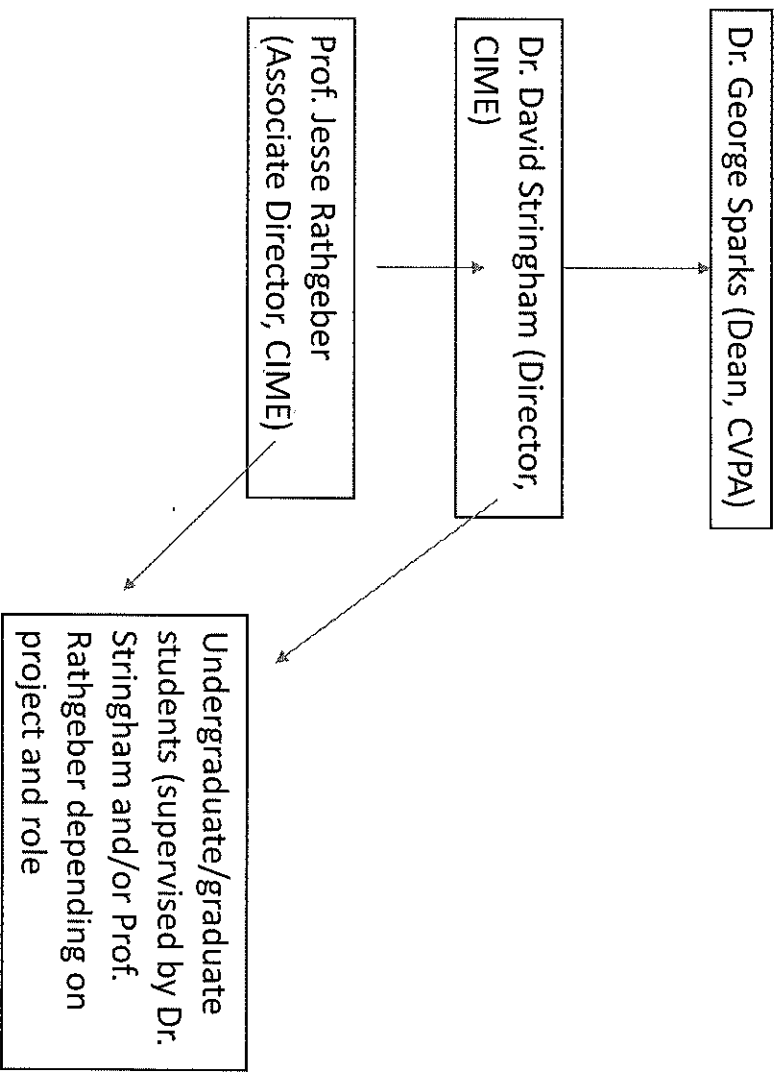 Dr. George Sparks (Dean, CVPA)
Dr. David Stringham (Director,
CIME)
Prof. Jesse Rathgeber
(Associate Director, CIME)
Undergraduate/graduate
students (supervised by Dr.
Stringham and/or Prof.
Rathgeber depending on
project and role